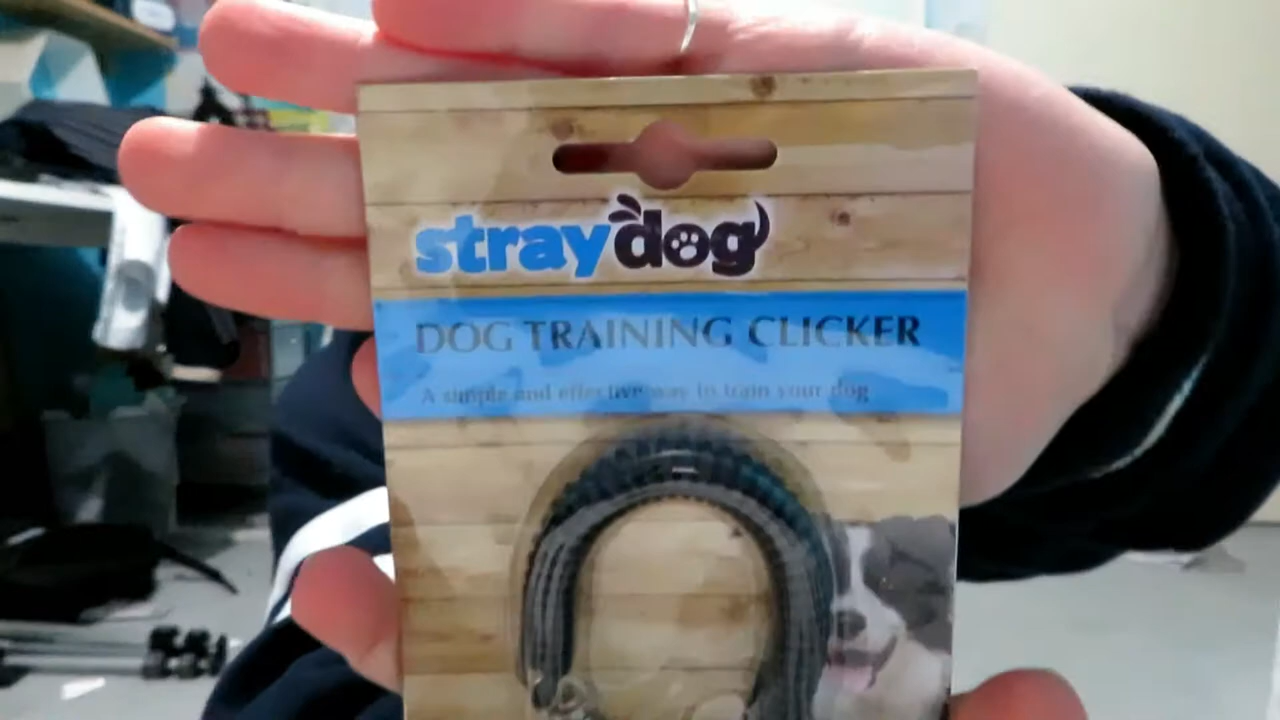 straydog
DOG TRAINING CLICKER
A simple and effective way to train your dog